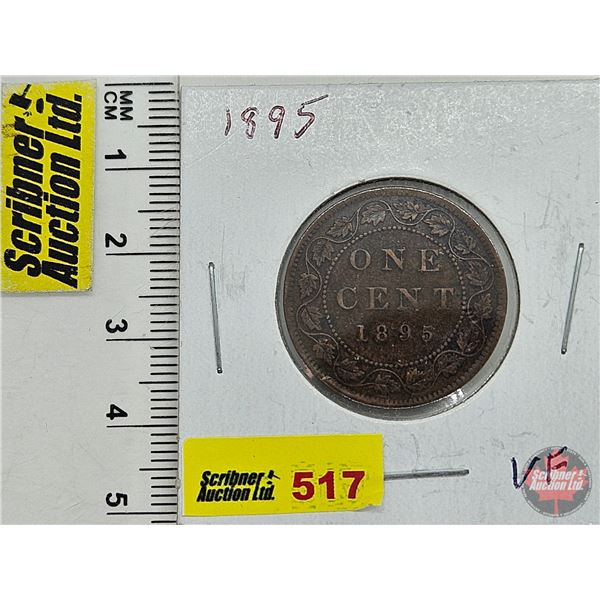 Scribner
Auction Ltd.
MM
CM
1
2
3
4
5
1895
ONE
CENT
1895
Scribner
Auction Ltd.
517
VF
Scribner
Auction Ltd.